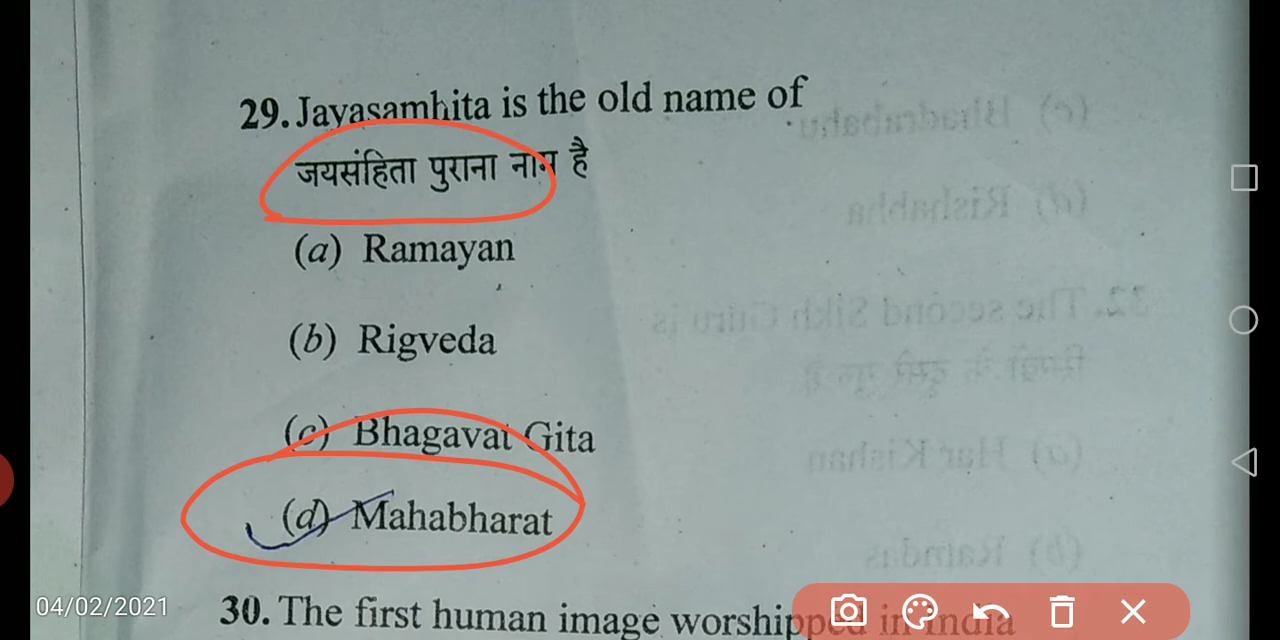 29. Jayasamhita is the old name of
जयसंहिता पुराना नाम है
(a) Ramayan
(b) Rigveda
(c) Bhagavat Gita
(d) Mahabharat
30. The first human image worshipped in India
04/02/2021